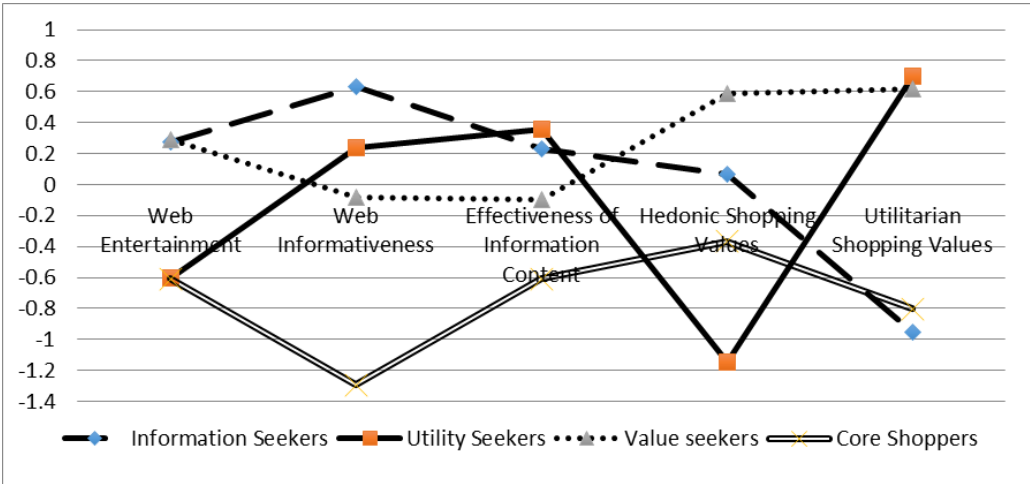 1
0.8
0.6
0.4
0.2
0
-0.2
-0.4
-0.6
-0.8
-1
-1.2
-1.4
Web
Entertainment
Web
Informativeness
Effectiveness of
Information
Content
Hedonic Shopping
Values
Utilitarian
Shopping Values
Information Seekers
Utility Seekers
Value seekers
Core Shoppers